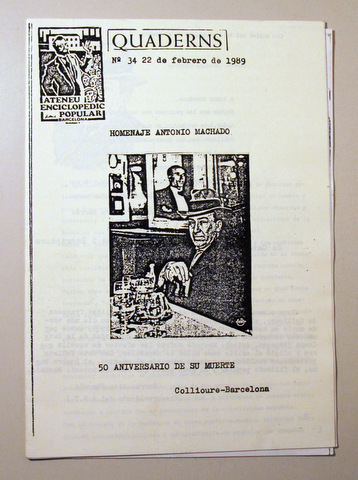 ATENEU
ENCICLOPEDIC
POPULAR
BARCELONA
QUADERNS
Nº 34 22 de febrero de 1989
HOMENAJE ANTONIO MACHADO
50 ANIVERSARIO DE SU MUERTE
Collioure-Barcelona